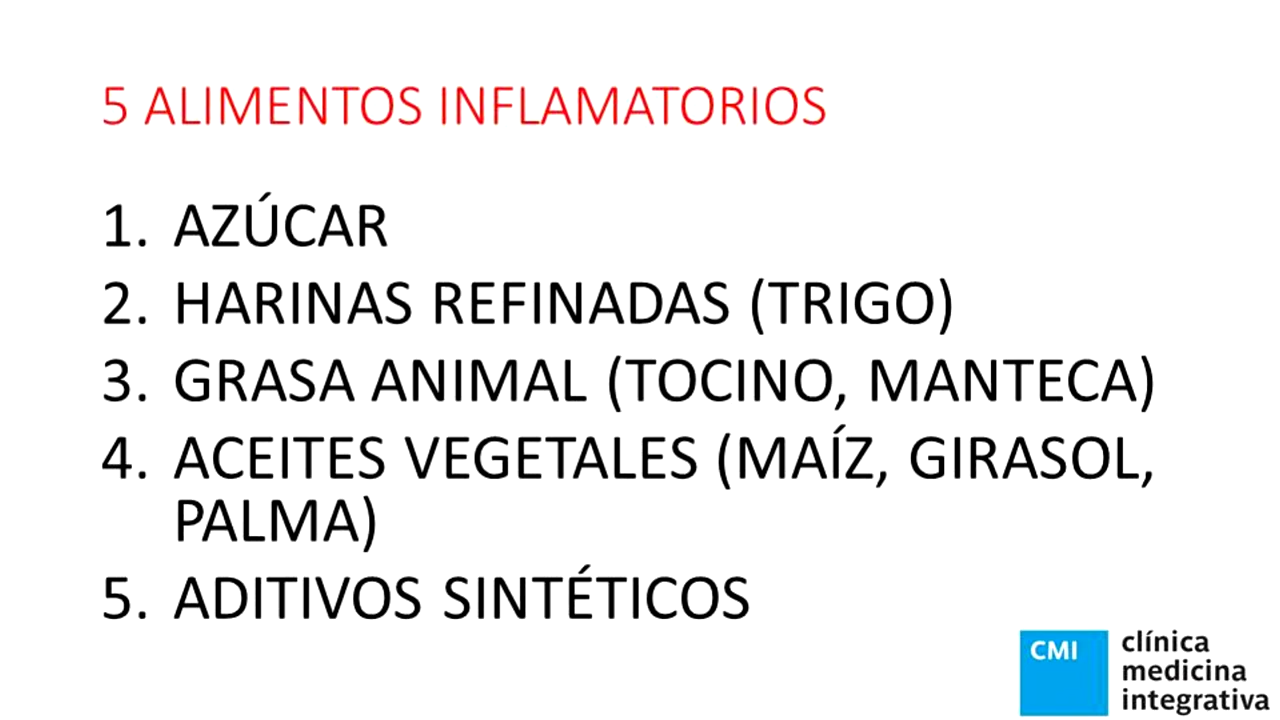 5 ALIMENTOS INFLAMATORIOS
1. AZÚCAR
2. HARINAS REFINADAS (TRIGO)
3. GRASA ANIMAL (TOCINO, MANTECA)
4. ACEITES VEGETALES (MAÍZ, GIRASOL,
PALMA)
5. ADITIVOS SINTÉTICOS
CMI
clínica
medicina
integrativa